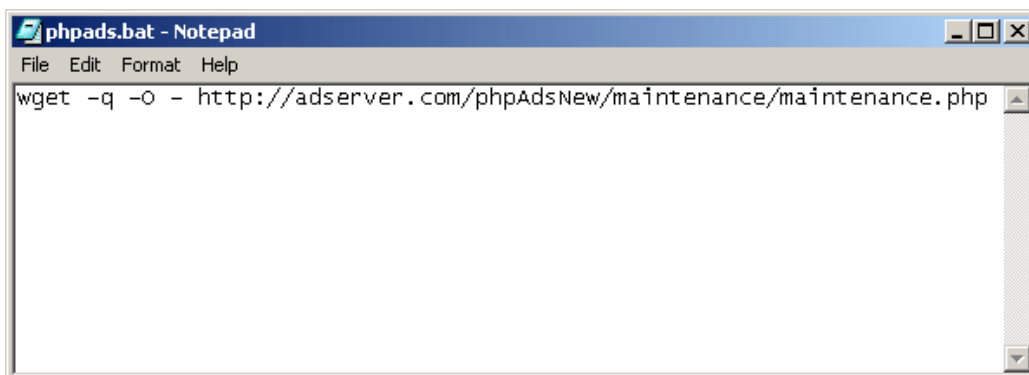 phpads.bat - Notepad
File Edit Format Help
wget -q -O - http://adserver.com/phpAdsNew/maintenance/maintenance.php